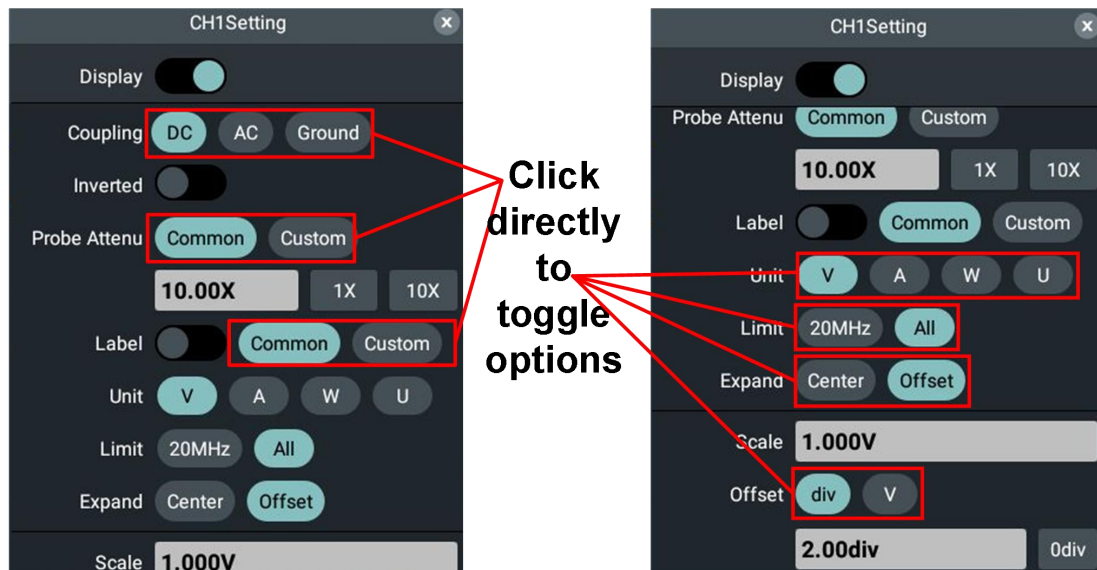 CH1Setting
x
Display
Coupling DC AC Ground
Inverted
Probe Attenu Common Custom
10.00X 1X 10X
Label Common Custom
Unit V A W U
Limit 20MHz All
Expand Center Offset
Scale 1.000V
Click
directly
to
toggle
options
CH1Setting
x
Display
Probe Attenu Common Custom
10.00X 1X 10X
Label Common Custom
Unit V A W U
Limit 20MHz All
Expand Center Offset
Scale 1.000V
Offset div V
2.00div 0div